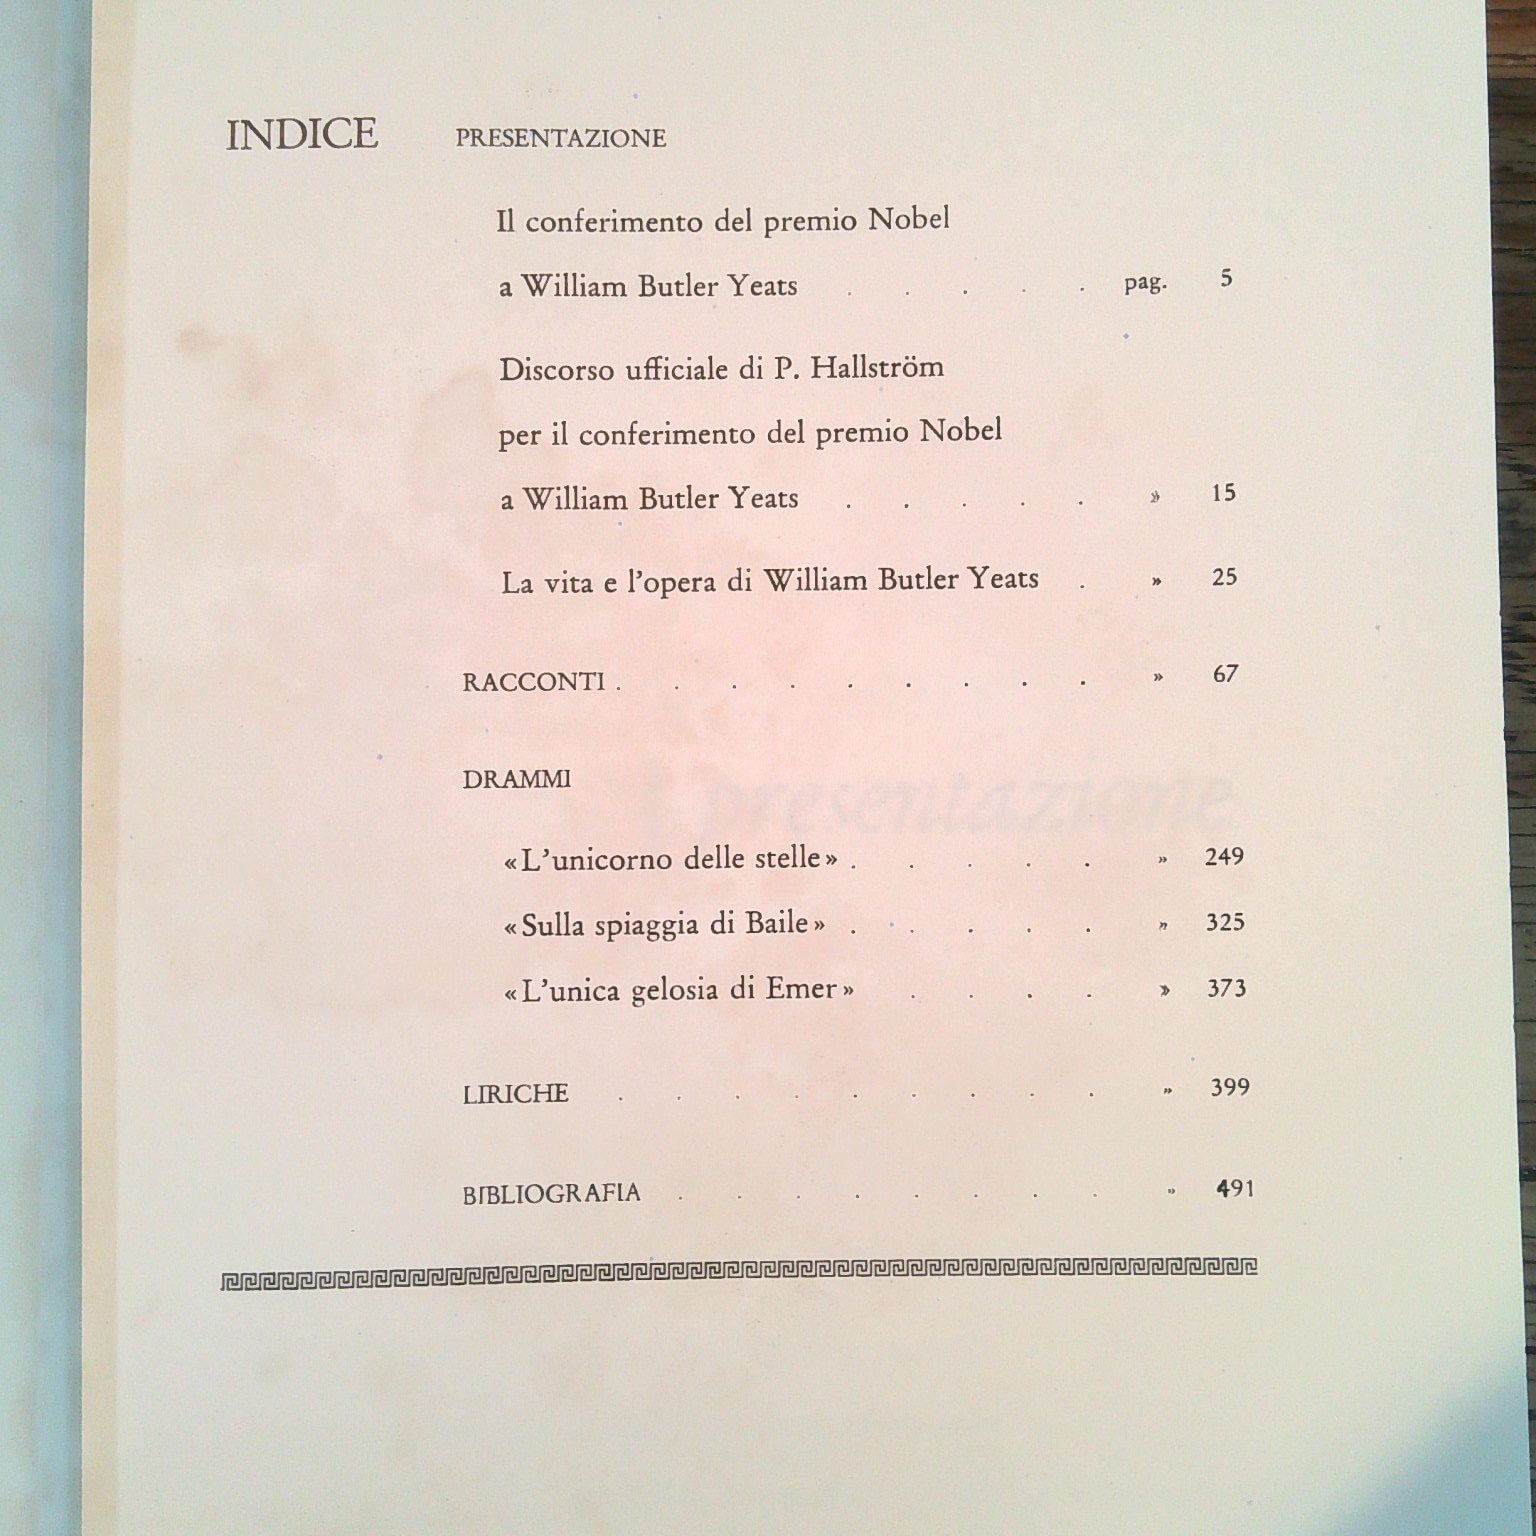 INDICE PRESENTAZIONE
Il conferimento del premio Nobel
a William Butler Yeats . . . . . pag. 5
Discorso ufficiale di P. Hallström
per il conferimento del premio Nobel
a William Butler Yeats . . . . . » 15
La vita e l'opera di William Butler Yeats . » 25
RACCONTI . . . . . . . . . » 67
DRAMMI
presentazione
«L'unicorno delle stelle» . . . . . » 249
«Sulla spiaggia di Baile» . . . . . » 325
«L'unica gelosia di Emer» . . . . » 373
LIRICHE . . . . . . . . . » 399
BIBLIOGRAFIA . . . . . . . . » 491